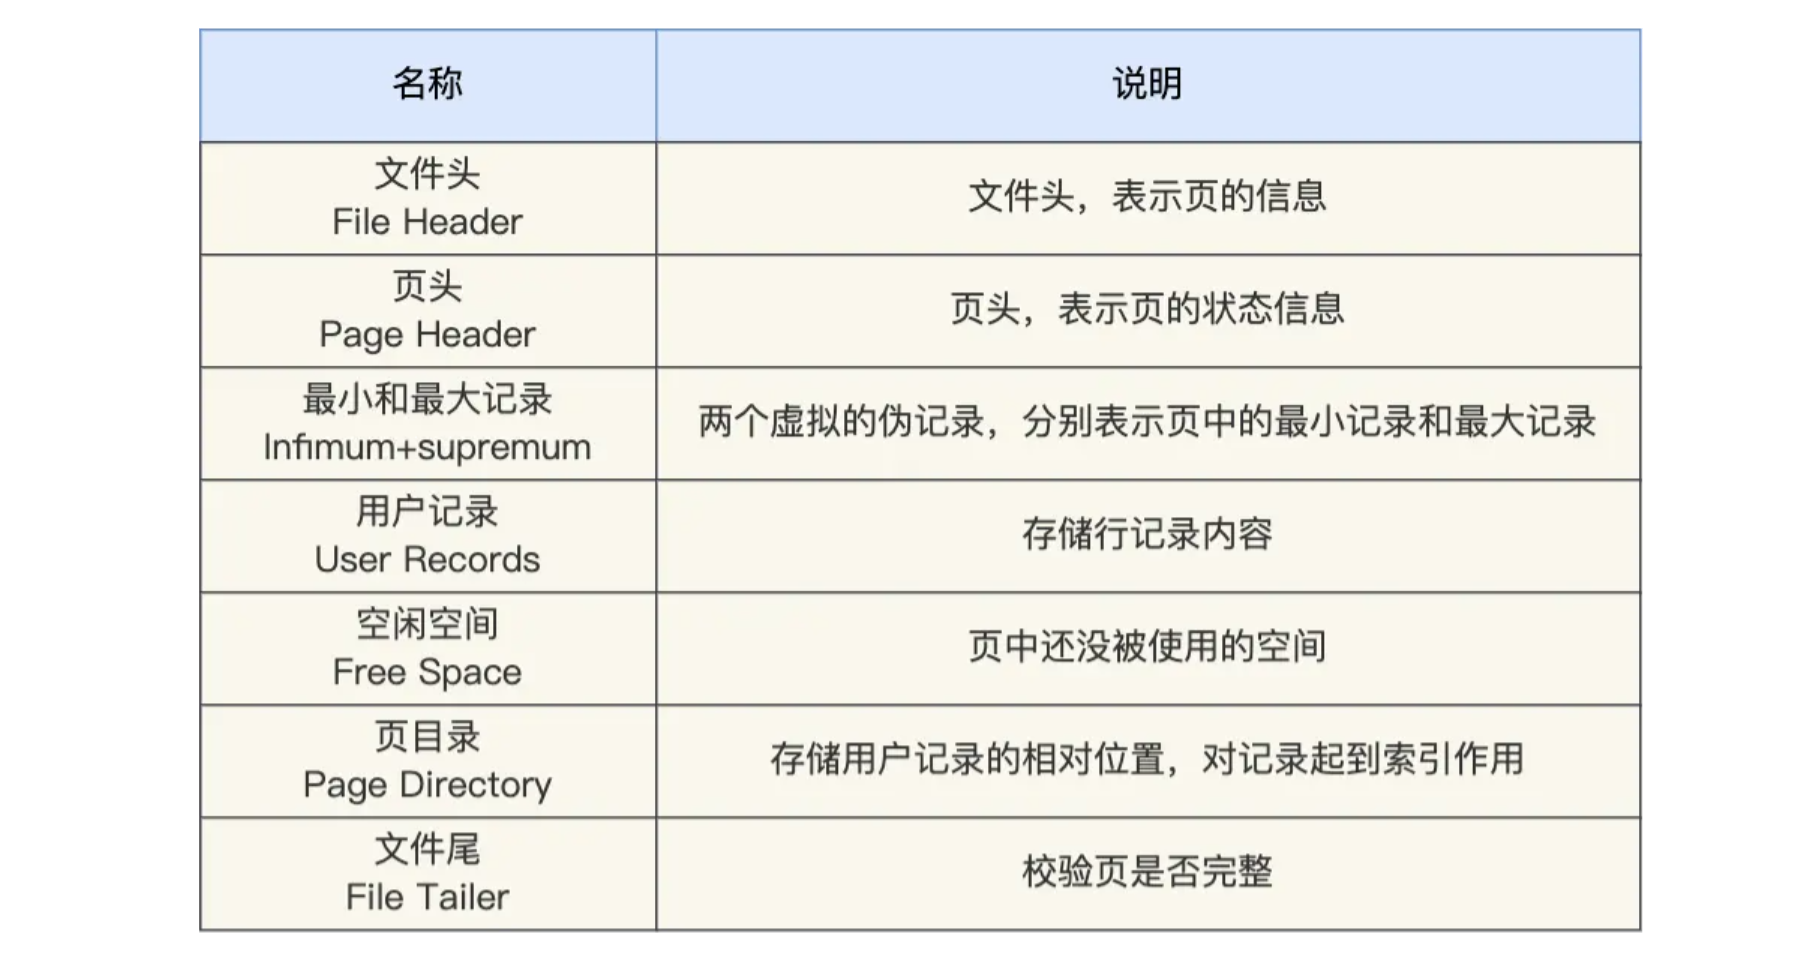 名称
说明
文件头
File Header
文件头，表示页的信息
页头
Page Header
页头，表示页的状态信息
最小和最大记录
Infimum+supremum
两个虚拟的伪记录，分别表示页中的最小记录和最大记录
用户记录
User Records
存储行记录内容
空闲空间
Free Space
页中还没被使用的空间
页目录
Page Directory
存储用户记录的相对位置，对记录起到索引作用
文件尾
File Tailer
校验页是否完整